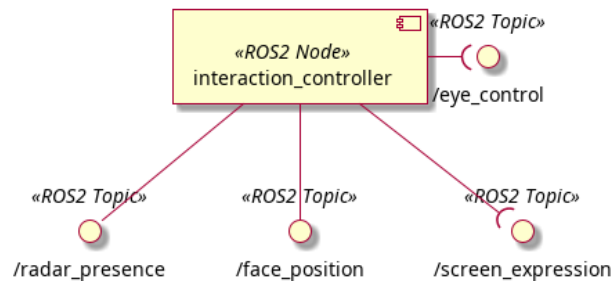 «ROS2 Topic»
«ROS2 Node»
interaction_controller
/eye_control
«ROS2 Topic»
«ROS2 Topic»
«ROS2 Topic»
/radar_presence
/face_position
/screen_expression